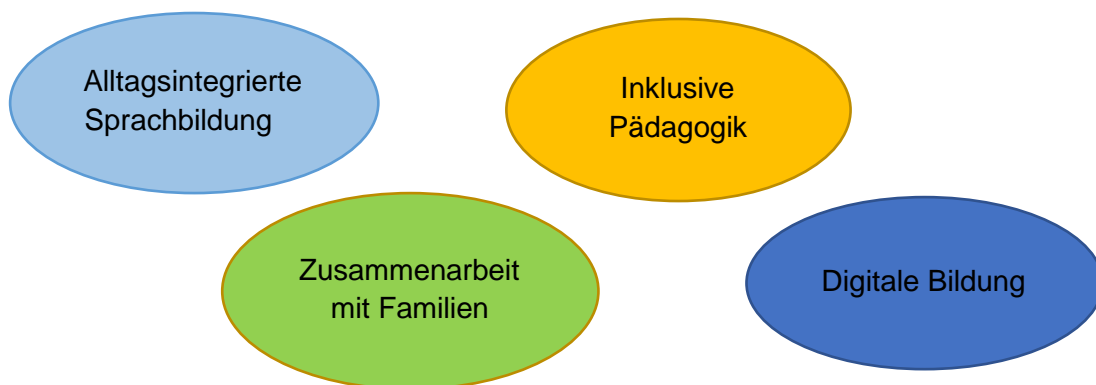 Alltagsintegrierte
Sprachbildung
Inklusive
Pädagogik
Zusammenarbeit
mit Familien
Digitale Bildung